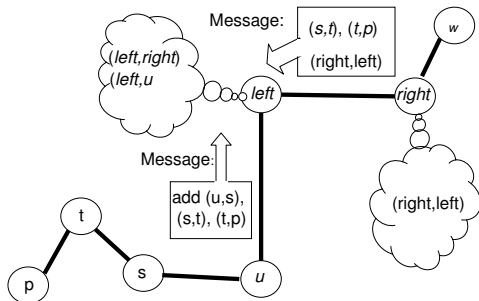 Message:
(s,t), (t,p)
(right,left)
w
(left,right)
(left,u
left
right
Message:
add (u,s),
(s,t), (t,p)
(right,left)
t
p
s
u